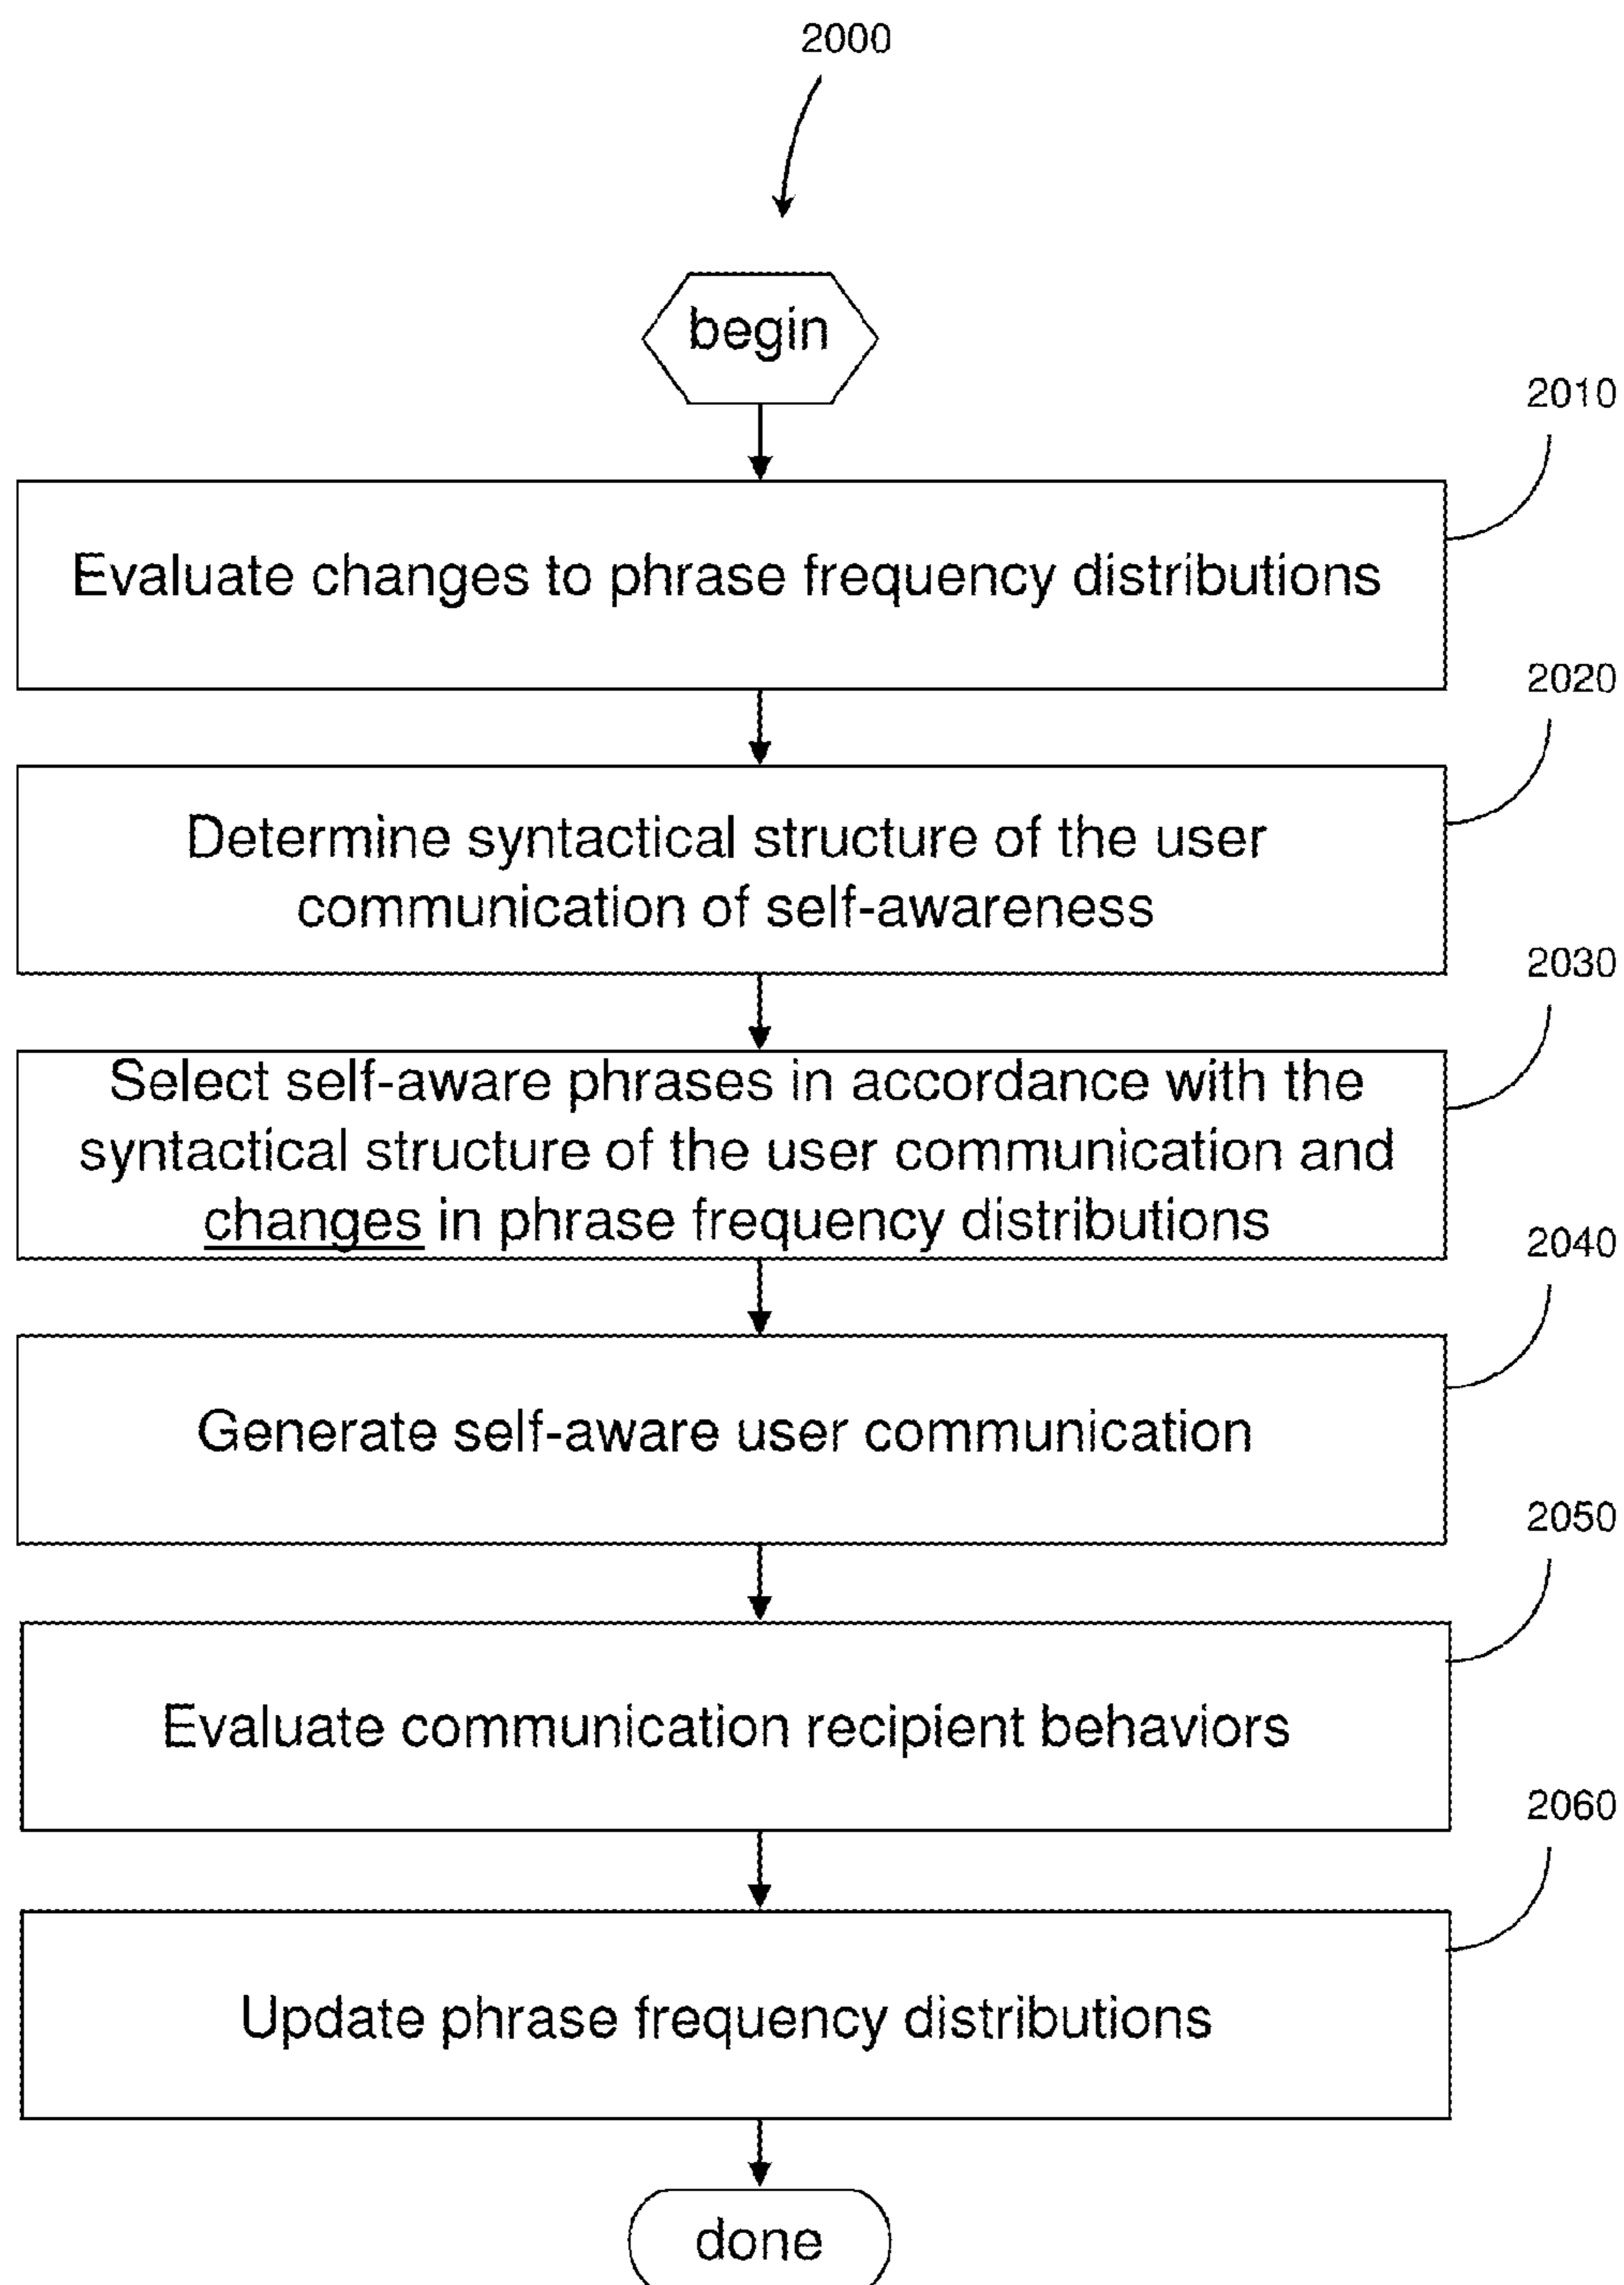 2000
begin
2010
Evaluate changes to phrase frequency distributions
2020
Determine syntactical structure of the user
communication of self-awareness
2030
Select self-aware phrases in accordance with the
syntactical structure of the user communication and
changes in phrase frequency distributions
2040
Generate self-aware user communication
2050
Evaluate communication recipient behaviors
2060
Update phrase frequency distributions
done